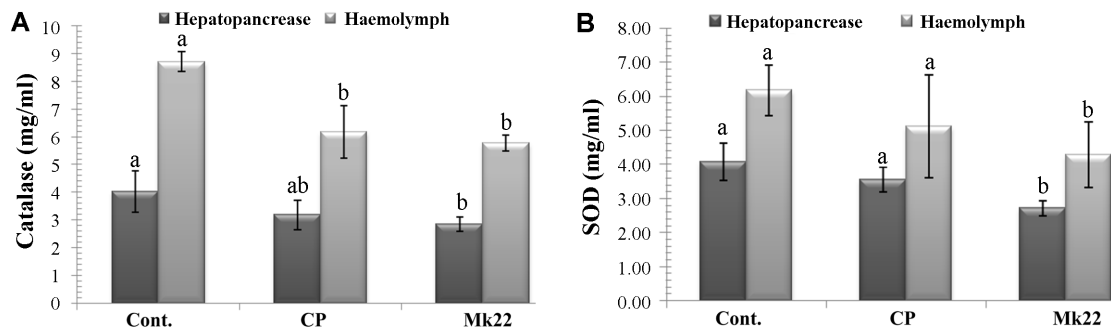 A
Hepatopancrease Haemolymph
Catalase (mg/ml)
10
9
8
7
6
5
4
3
2
1
0
a
a
ab
b
b
b
Cont. CP Mk22
B
Hepatopancrease Haemolymph
SOD (mg/ml)
8.00
7.00
6.00
5.00
4.00
3.00
2.00
1.00
0.00
a
a
a
a
b
b
Cont. CP Mk22